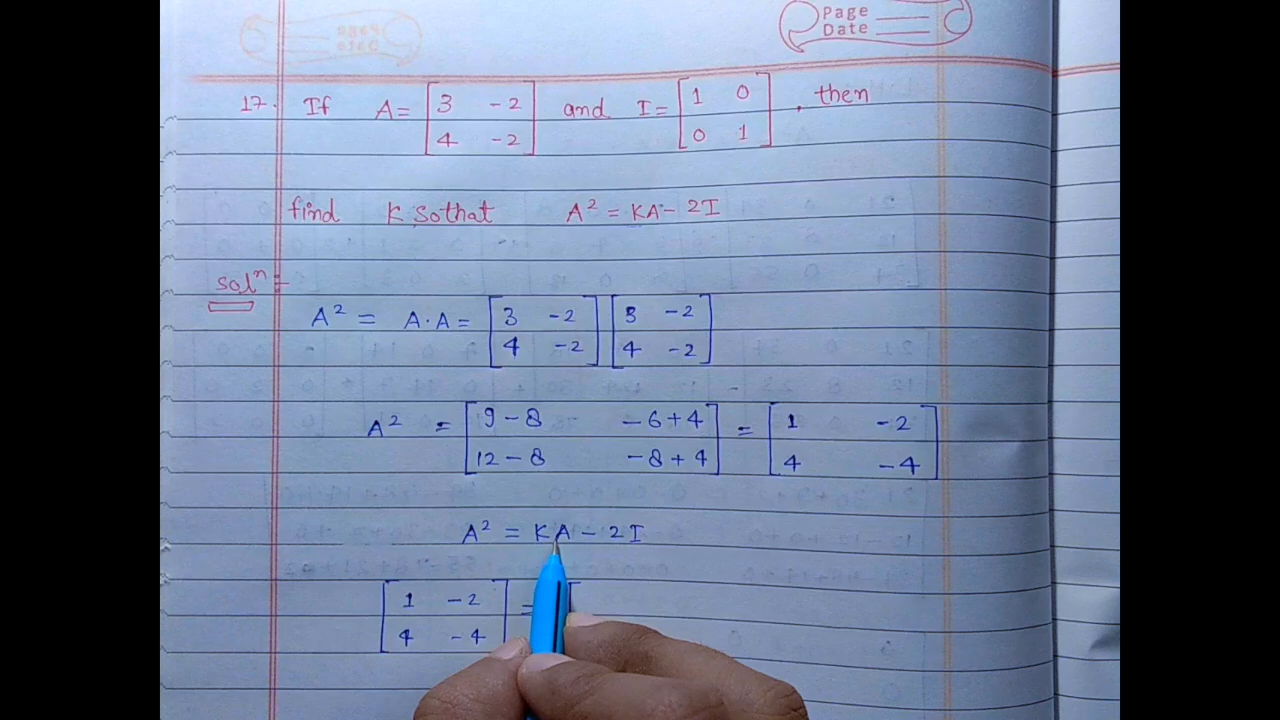 Page
Date
17. If A = [3 -2 4 -2] and I = [1 0 0 1], then
find K so that A² = KA - 2I
solⁿ
A² = A·A = [3 -2 4 -2] [3 -2 4 -2]
A² = [9-8 -6+4 12-8 -8+4] = [1 -2 4 -4]
A² = KA - 2I
[1 -2 4 -4] =